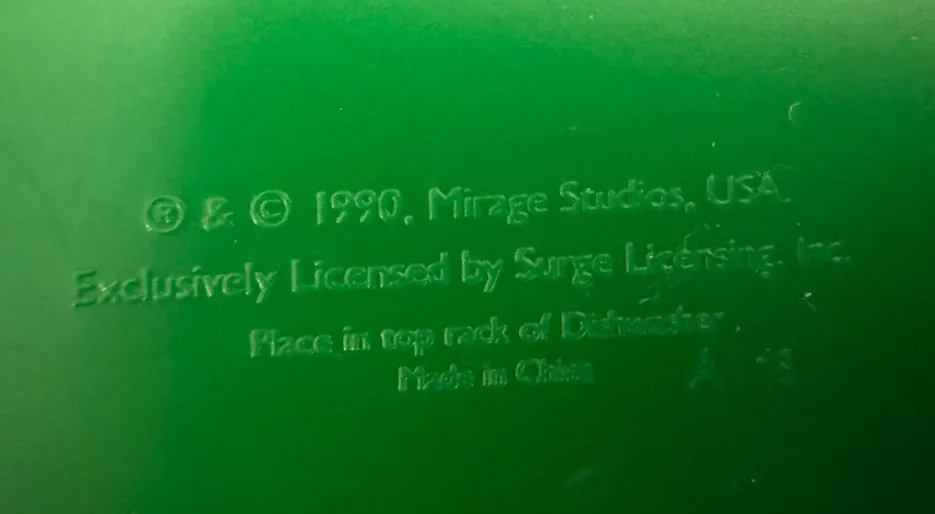 ® & © 1990, Mirage Studios, USA.
Exclusively Licensed by Surge Licensing, Inc.
Place in top rack of Dishwasher.
Made in China